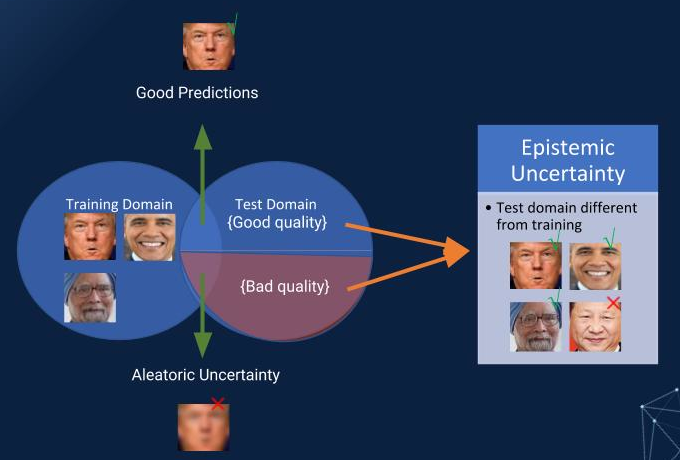 Good Predictions
Training Domain
Test Domain
{Good quality}
{Bad quality}
Aleatoric Uncertainty
Epistemic
Uncertainty
• Test domain different
from training